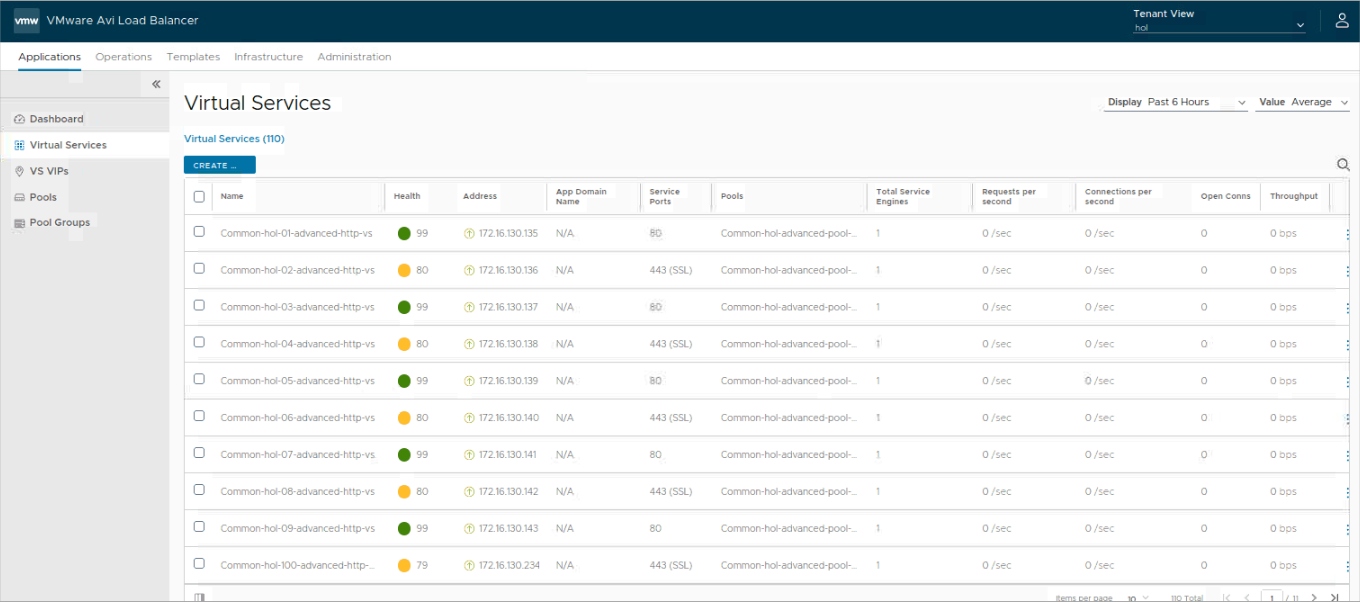 vmw VMware Avi Load Balancer
Tenant View
hol
Applications Operations Templates Infrastructure Administration
Dashboard
Virtual Services
VS VIPs
Pools
Pool Groups
Virtual Services
Display Past 6 Hours Value Average
Virtual Services (110)
CREATE ...
Name Health Address App Domain Name Service Ports Pools Total Service Engines Requests per second Connections per second Open Conns Throughput
Common-hol-01-advanced-http-vs 99 172.16.130.135 N/A 80 Common-hol-advanced-pool-... 1 0 /sec 0 /sec 0 0 bps
Common-hol-02-advanced-http-vs 80 172.16.130.136 N/A 443 (SSL) Common-hol-advanced-pool-... 1 0 /sec 0 /sec 0 0 bps
Common-hol-03-advanced-http-vs 99 172.16.130.137 N/A 80 Common-hol-advanced-pool-... 1 0 /sec 0 /sec 0 0 bps
Common-hol-04-advanced-http-vs 80 172.16.130.138 N/A 443 (SSL) Common-hol-advanced-pool-... 1 0 /sec 0 /sec 0 0 bps
Common-hol-05-advanced-http-vs 99 172.16.130.139 N/A 80 Common-hol-advanced-pool-... 1 0 /sec 0 /sec 0 0 bps
Common-hol-06-advanced-http-vs 80 172.16.130.140 N/A 443 (SSL) Common-hol-advanced-pool-... 1 0 /sec 0 /sec 0 0 bps
Common-hol-07-advanced-http-vs 99 172.16.130.141 N/A 80 Common-hol-advanced-pool-... 1 0 /sec 0 /sec 0 0 bps
Common-hol-08-advanced-http-vs 80 172.16.130.142 N/A 443 (SSL) Common-hol-advanced-pool-... 1 0 /sec 0 /sec 0 0 bps
Common-hol-09-advanced-http-vs 99 172.16.130.143 N/A 80 Common-hol-advanced-pool-... 1 0 /sec 0 /sec 0 0 bps
Common-hol-100-advanced-http-... 79 172.16.130.234 N/A 443 (SSL) Common-hol-advanced-pool-... 1 0 /sec 0 /sec 0 0 bps
Items per page 10 110 Total 1 / 11